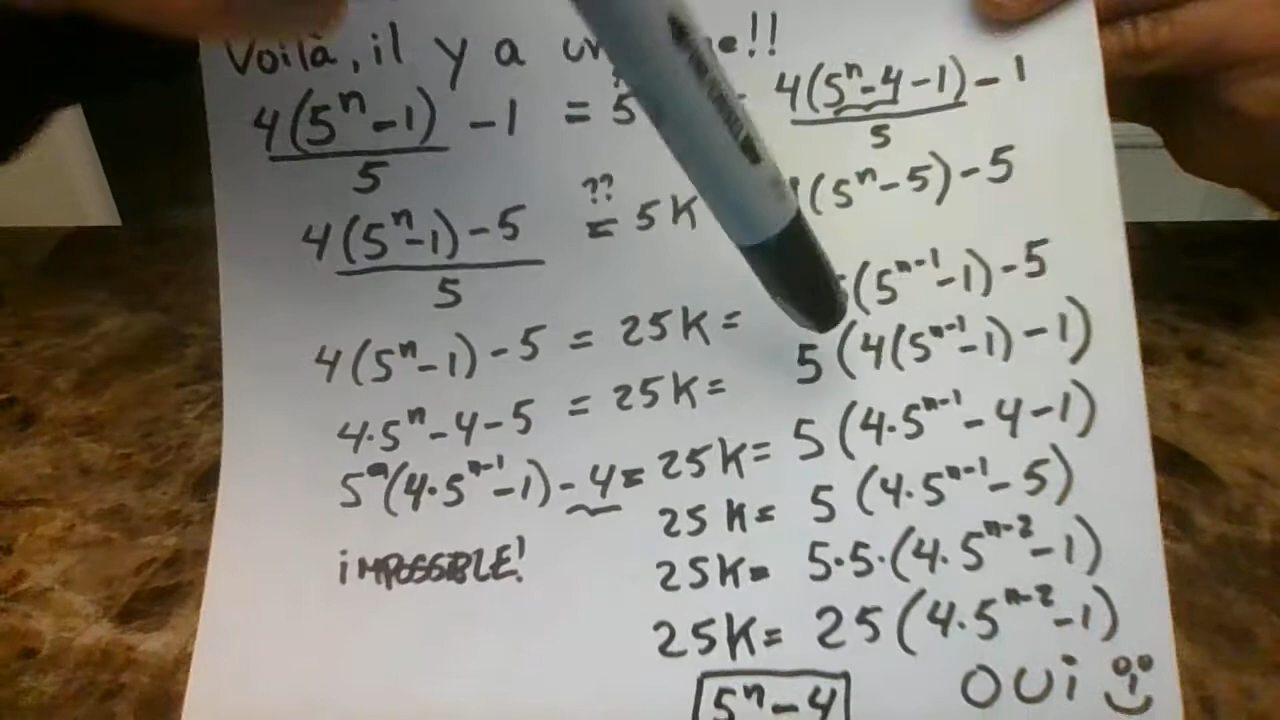 Voilà, il y a !!
4(5ⁿ-1)/5 - 1 = 5 4(5ⁿ-4-1)/5 - 1
(4(5ⁿ-1)-5)/5 ??= 5K (5ⁿ-5)-5
(5ⁿ⁻¹-1)-5
4(5ⁿ-1)-5 = 25K = 5(4(5ⁿ⁻¹-1)-1)
4·5ⁿ-4-5 = 25K = 5(4·5ⁿ⁻¹-4-1)
5(4·5ⁿ⁻¹-1)-4 = 25K = 5(4·5ⁿ⁻¹-5)
25K = 5·5·(4·5ⁿ⁻²-1)
iMPOSSIBLE!
25K = 25(4·5ⁿ⁻²-1)
5ⁿ-4 OUi